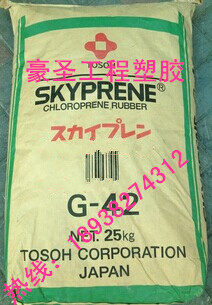 TOSOH
豪圣工程塑胶
SKYPRENE®
CHLOROPRENE RUBBER
スカイプレン
G-42
NET. 25kg
TOSOH CORPORATION
JAPAN
热线：18938274312